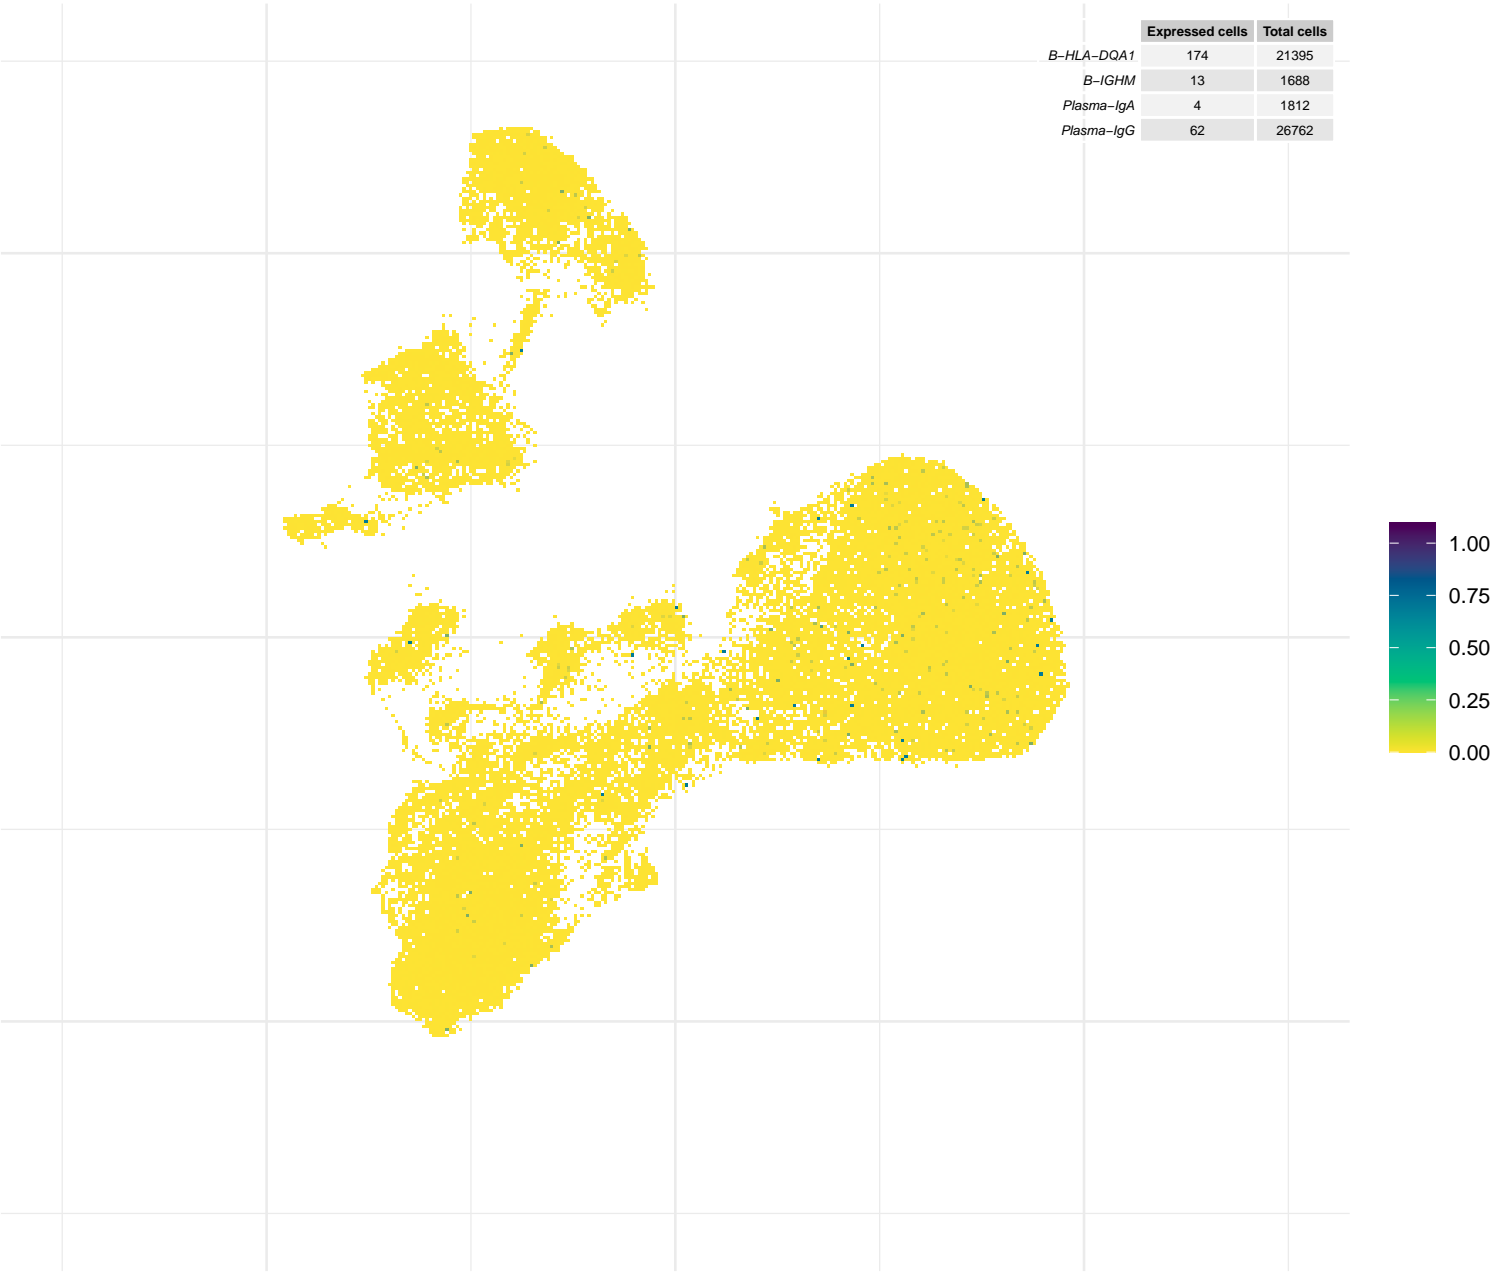 Expressed cells Total cells
B−HLA−DQA1 174 21395
B−IGHM 13 1688
Plasma−IgA 4 1812
Plasma−IgG 62 26762
1.00
0.75
0.50
0.25
0.00